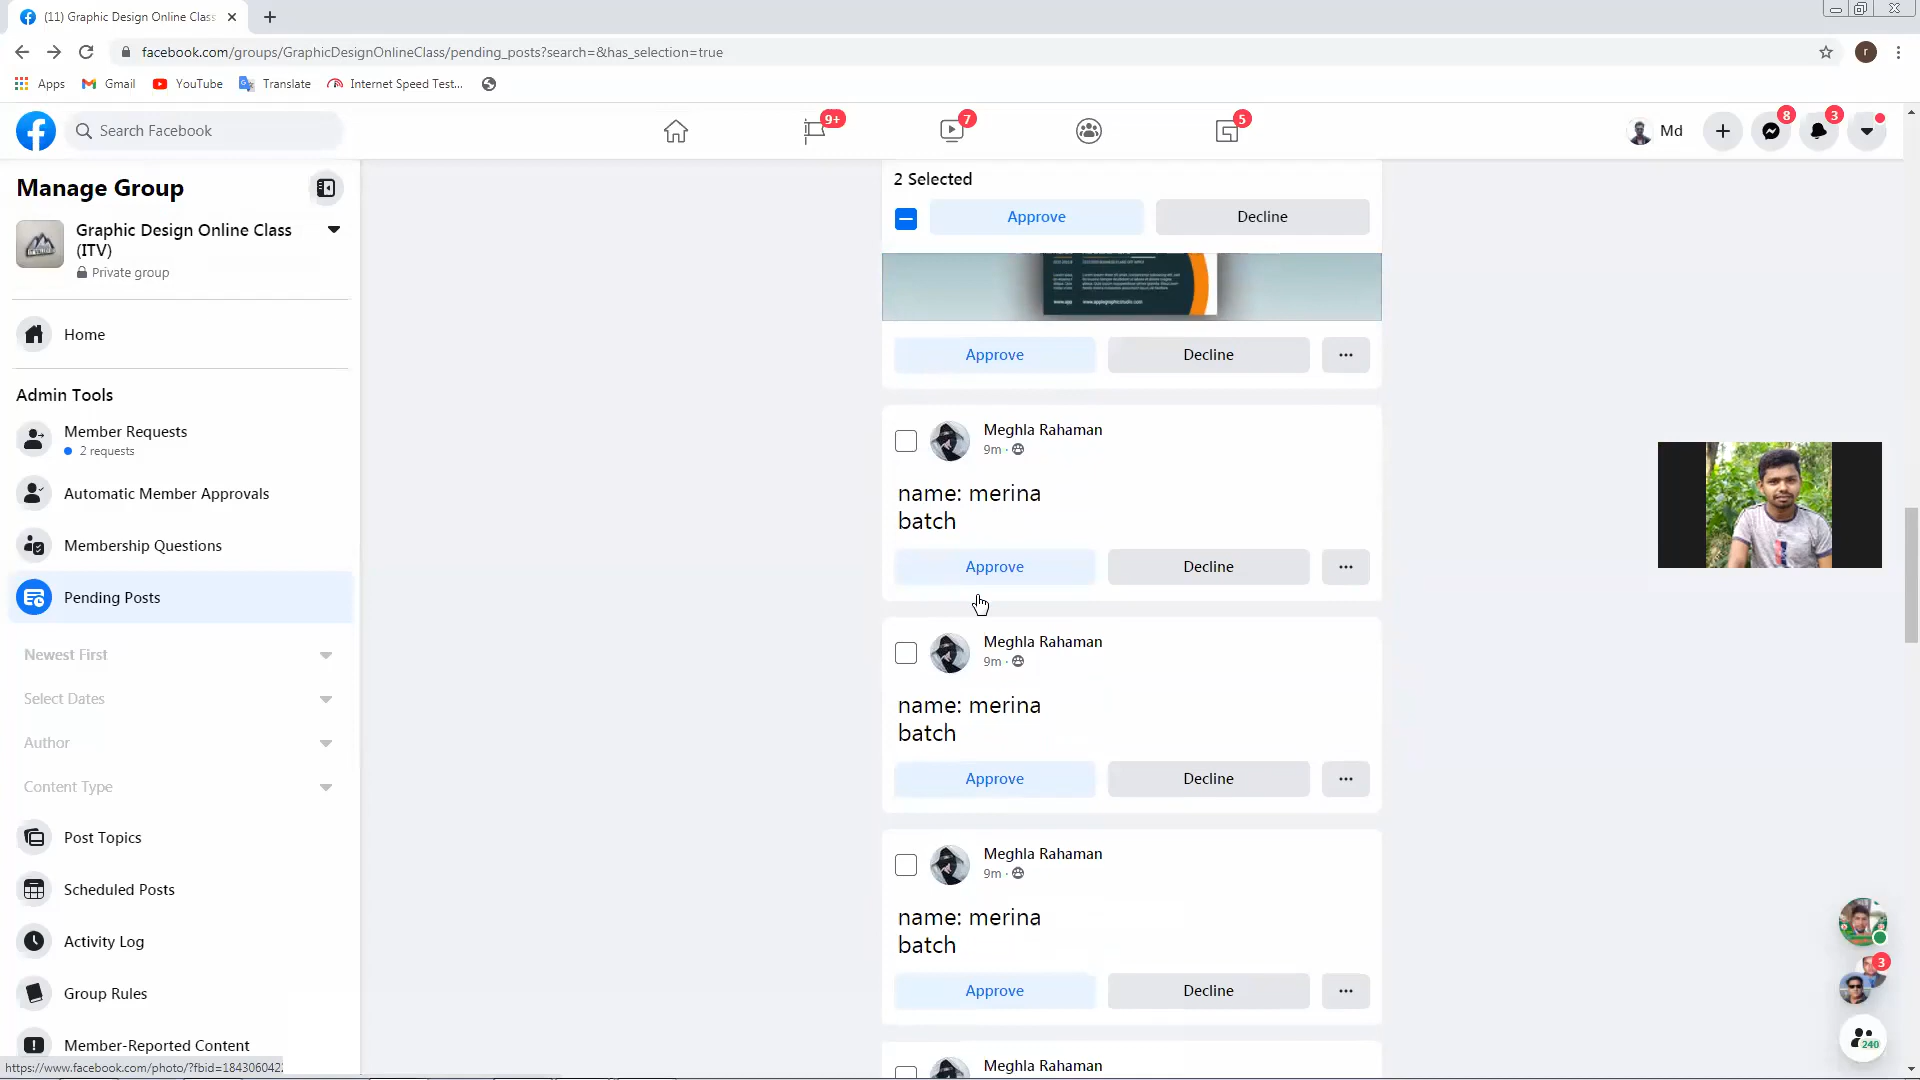 (11) Graphic Design Online Class
facebook.com/groups/GraphicDesignOnlineClass/pending_posts?search=&has_selection=true
Apps Gmail YouTube Translate Internet Speed Test...
Search Facebook
9+
7
5
Md
8
3
Manage Group
Graphic Design Online Class
(ITV)
Private group
Home
Admin Tools
Member Requests
2 requests
Automatic Member Approvals
Membership Questions
Pending Posts
Newest First
Select Dates
Author
Content Type
Post Topics
Scheduled Posts
Activity Log
Group Rules
Member-Reported Content
https://www.facebook.com/photo/?fbid=184306042
2 Selected
Approve Decline
Approve Decline ...
Meghla Rahaman
9m ·
name: merina
batch
Approve Decline ...
Meghla Rahaman
9m ·
name: merina
batch
Approve Decline ...
Meghla Rahaman
9m ·
name: merina
batch
Approve Decline ...
Meghla Rahaman
3
240